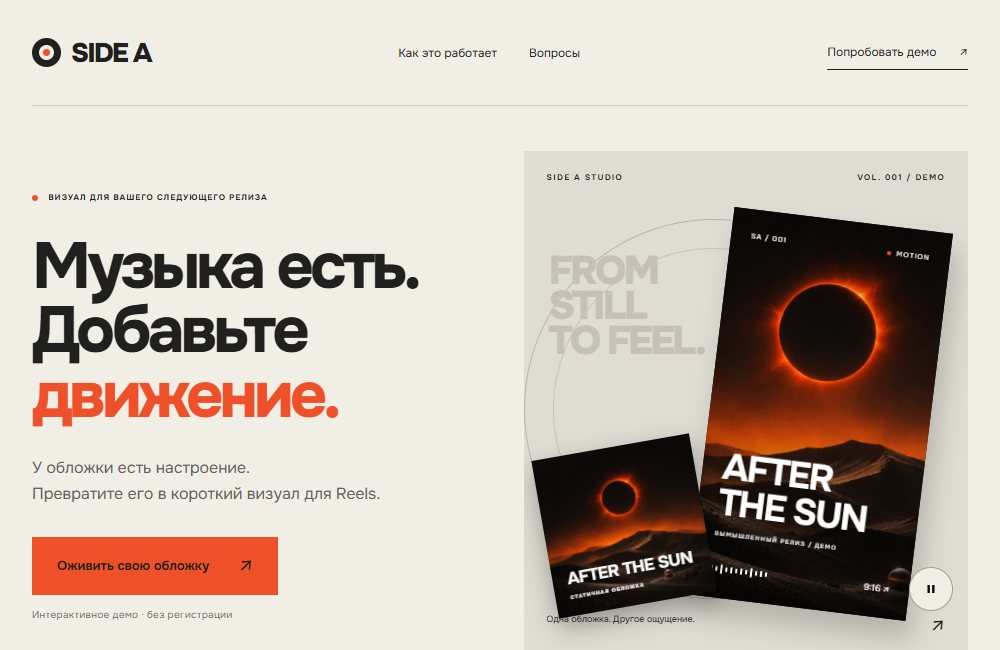 SIDE A
Как это работает
Вопросы
Попробовать демо
ВИЗУАЛ ДЛЯ ВАШЕГО СЛЕДУЮЩЕГО РЕЛИЗА
Музыка есть.
Добавьте
движение.
У обложки есть настроение.
Превратите его в короткий визуал для Reels.
Оживить свою обложку
Интерактивное демо · без регистрации
SIDE A STUDIO
VOL. 001 / DEMO
FROM
STILL
TO FEEL.
SA / 001
MOTION
AFTER
THE SUN
ВЫМЫШЛЕННЫЙ РЕЛИЗ / ДЕМО
9:16
AFTER THE SUN
СТАТИЧНАЯ ОБЛОЖКА
Одна обложка. Другое ощущение.